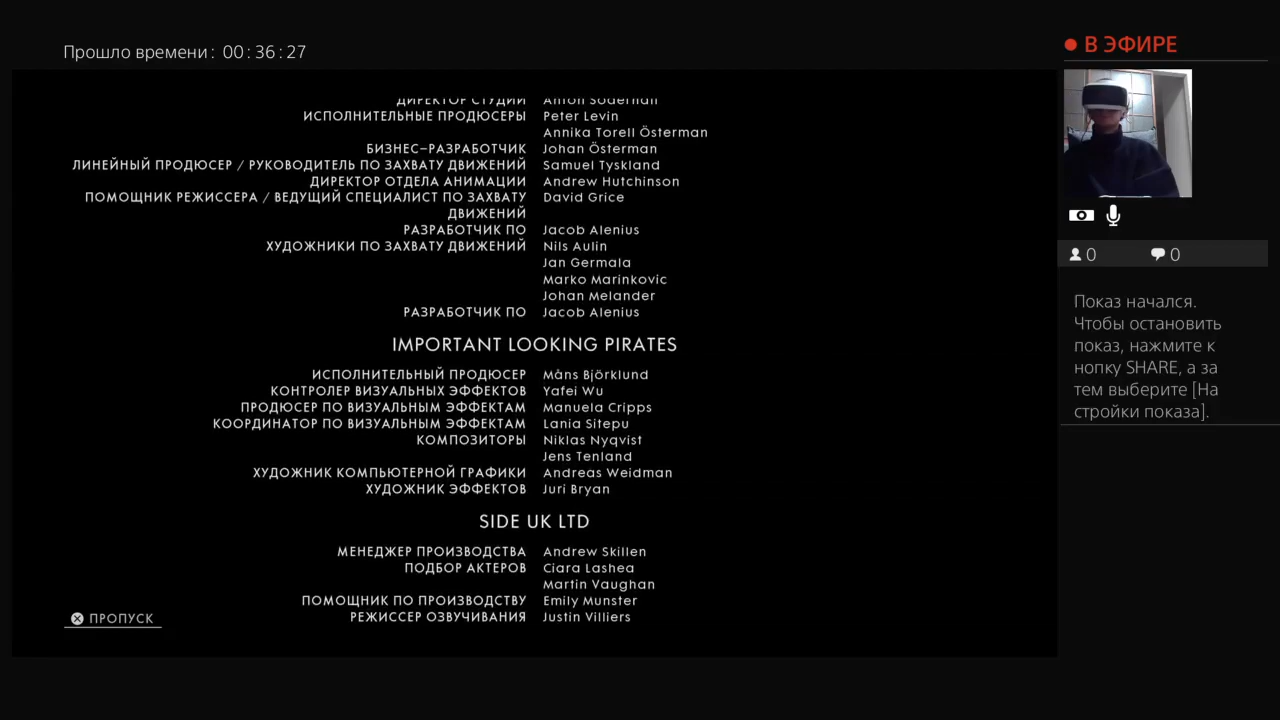 Прошло времени: 00:36:27
В ЭФИРЕ
ДИРЕКТОР СТУДИИ Anton Söderhäll
ИСПОЛНИТЕЛЬНЫЕ ПРОДЮСЕРЫ Peter Levin
Annika Torell Österman
БИЗНЕС-РАЗРАБОТЧИК Johan Österman
ЛИНЕЙНЫЙ ПРОДЮСЕР / РУКОВОДИТЕЛЬ ПО ЗАХВАТУ ДВИЖЕНИЙ Samuel Tyskland
ДИРЕКТОР ОТДЕЛА АНИМАЦИИ Andrew Hutchinson
ПОМОЩНИК РЕЖИССЕРА / ВЕДУЩИЙ СПЕЦИАЛИСТ ПО ЗАХВАТУ David Grice
ДВИЖЕНИЙ
РАЗРАБОТЧИК ПО Jacob Alenius
ХУДОЖНИКИ ПО ЗАХВАТУ ДВИЖЕНИЙ Nils Aulin
Jan Germala
Marko Marinkovic
Johan Melander
РАЗРАБОТЧИК ПО Jacob Alenius
IMPORTANT LOOKING PIRATES
ИСПОЛНИТЕЛЬНЫЙ ПРОДЮСЕР Måns Björklund
КОНТРОЛЕР ВИЗУАЛЬНЫХ ЭФФЕКТОВ Yafei Wu
ПРОДЮСЕР ПО ВИЗУАЛЬНЫМ ЭФФЕКТАМ Manuela Cripps
КООРДИНАТОР ПО ВИЗУАЛЬНЫМ ЭФФЕКТАМ Lania Sitepu
КОМПОЗИТОРЫ Niklas Nyqvist
Jens Tenland
ХУДОЖНИК КОМПЬЮТЕРНОЙ ГРАФИКИ Andreas Weidman
ХУДОЖНИК ЭФФЕКТОВ Juri Bryan
SIDE UK LTD
МЕНЕДЖЕР ПРОИЗВОДСТВА Andrew Skillen
ПОДБОР АКТЕРОВ Ciara Lashea
Martin Vaughan
ПОМОЩНИК ПО ПРОИЗВОДСТВУ Emily Munster
РЕЖИССЕР ОЗВУЧИВАНИЯ Justin Villiers
ПРОПУСК
0 0
Показ начался.
Чтобы остановить
показ, нажмите к
нопку SHARE, а за
тем выберите [На
стройки показа].